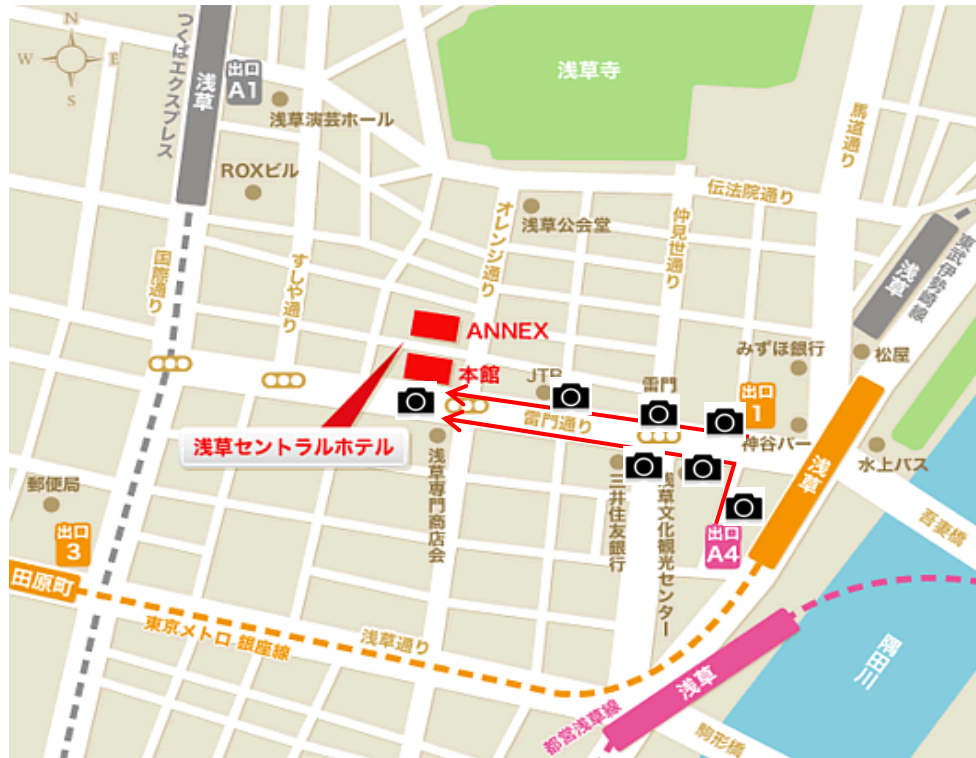 N
W
E
S
つくばエクスプレス
浅草
出口
A1
浅草演芸ホール
ROXビル
浅草寺
馬道通り
伝法院通り
浅草公会堂
オレンジ通り
仲見世通り
国際通り
すしや通り
浅草
東武伊勢崎線
松屋
みずほ銀行
ANNEX
本館
JTB
雷門
出口
1
雷門通り
神谷バー
浅草
水上バス
浅草セントラルホテル
浅草専門商店会
三井住友銀行
浅草文化観光センター
出口
A4
吾妻橋
郵便局
出口
3
田原町
東京メトロ 銀座線
浅草通り
浅草
都営浅草線
駒形橋
隅田川